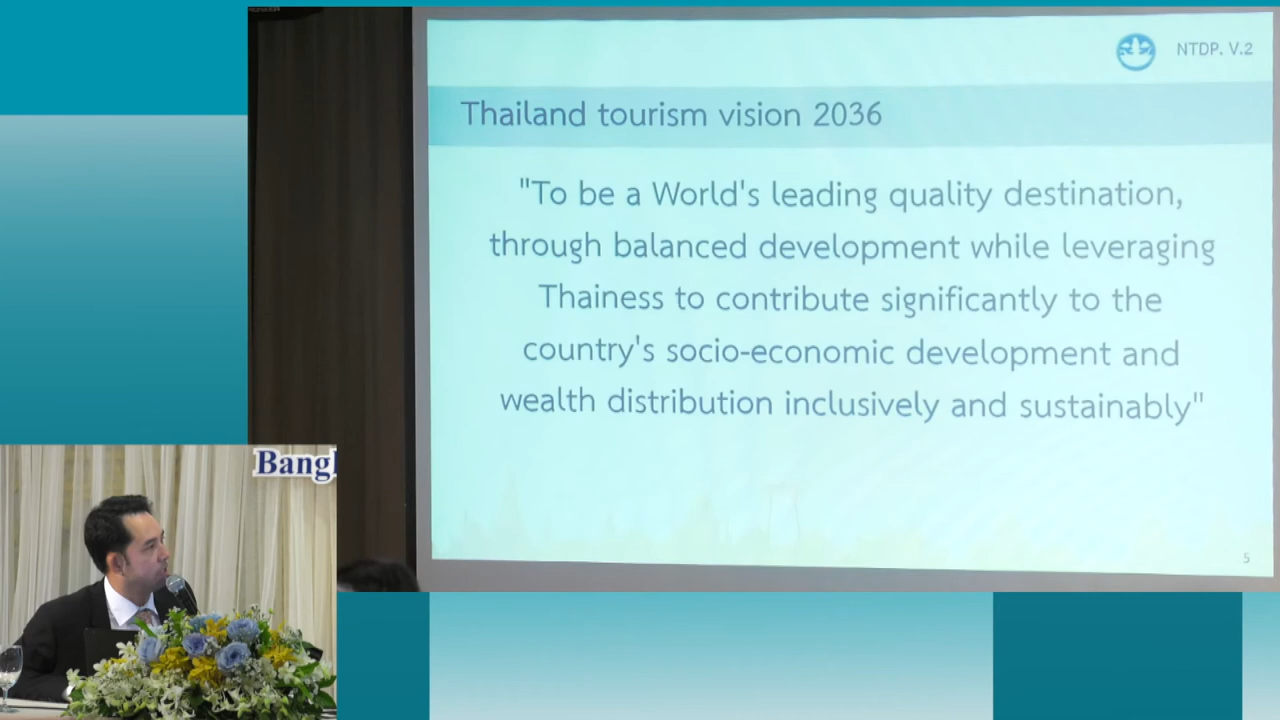 NTDP. V.2
Thailand tourism vision 2036
"To be a World's leading quality destination,
through balanced development while leveraging
Thainess to contribute significantly to the
country's socio-economic development and
wealth distribution inclusively and sustainably"
5
Bangl